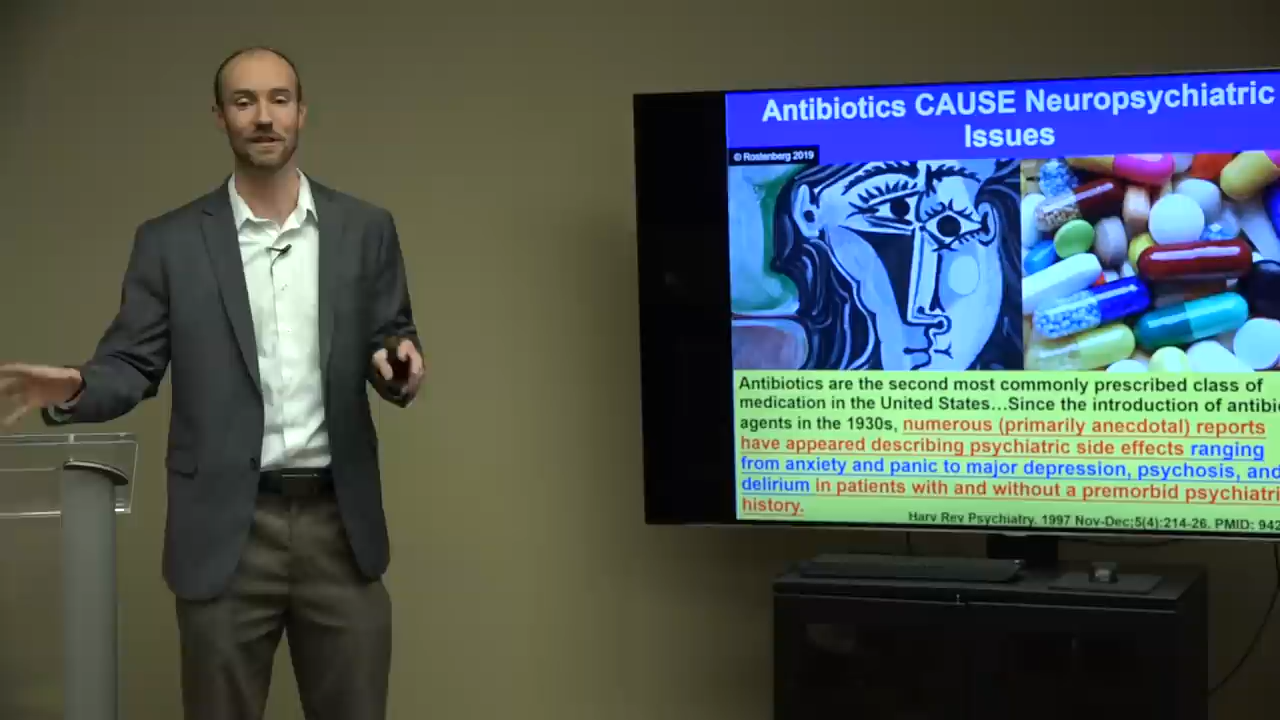 Antibiotics CAUSE Neuropsychiatric
Issues
© Rostenberg 2019
Antibiotics are the second most commonly prescribed class of
medication in the United States...Since the introduction of antibi
agents in the 1930s, numerous (primarily anecdotal) reports
have appeared describing psychiatric side effects ranging
from anxiety and panic to major depression, psychosis, and
delirium in patients with and without a premorbid psychiatri
history.
Harv Rev Psychiatry. 1997 Nov-Dec;5(4):214-26. PMID: 942